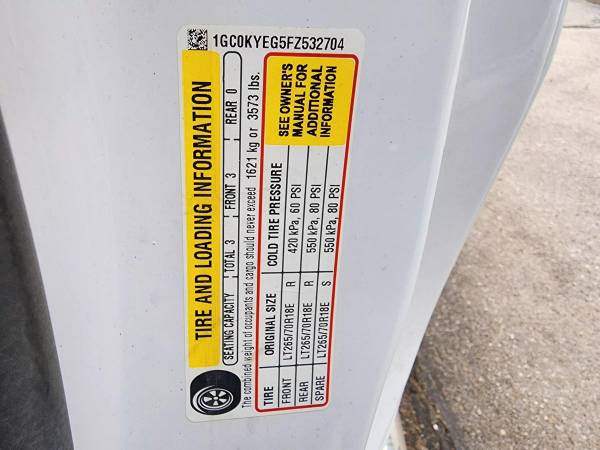 1GC0KYEG5FZ532704
TIRE AND LOADING INFORMATION
SEATING CAPACITY TOTAL 3 FRONT 3 REAR 0
The combined weight of occupants and cargo should never exceed 1621 kg or 3573 lbs.
TIRE ORIGINAL SIZE COLD TIRE PRESSURE
FRONT LT265/70R18E R 420 kPa, 60 PSI
REAR LT265/70R18E R 550 kPa, 80 PSI
SPARE LT265/70R18E S 550 kPa, 80 PSI
SEE OWNER'S
MANUAL FOR
ADDITIONAL
INFORMATION